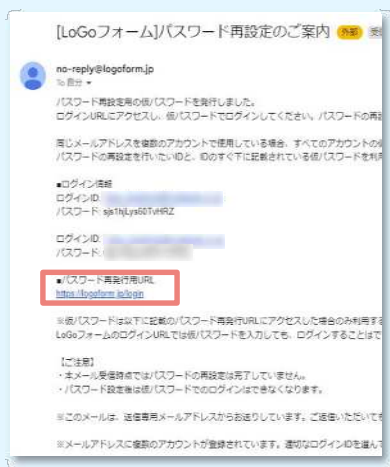 [LoGoフォーム]パスワード再設定のご案内 外部
no-reply@logoform.jp
To 自分
パスワード再設定用の仮パスワードを発行しました。
ログインURLにアクセスし、仮パスワードでログインしてください。パスワードの再設
同じメールアドレスを複数のアカウントで使用している場合、すべてのアカウントの
パスワードの再設定を行いたいIDと、IDのすぐ下に記載されている仮パスワードを利用
■ログイン情報
ログインID:
パスワード: sjs1hjLys60TvHRZ
ログインID:
パスワード:
■パスワード再発行用URL
https://logoform.jp/login
※仮パスワードは以下に記載のパスワード再発行URLにアクセスした場合のみ利用する
LoGoフォームのログインURLでは仮パスワードを入力しても、ログインすることはで
【ご注意】
・本メール受信時点ではパスワードの再設定は完了していません。
・パスワード設定後は仮パスワードでのログインはできなくなります。
※このメールは、送信専用メールアドレスからお送りしています。ご返信いただいても
※メールアドレスに複数のアカウントが登録されています。適切なログインIDを選んで